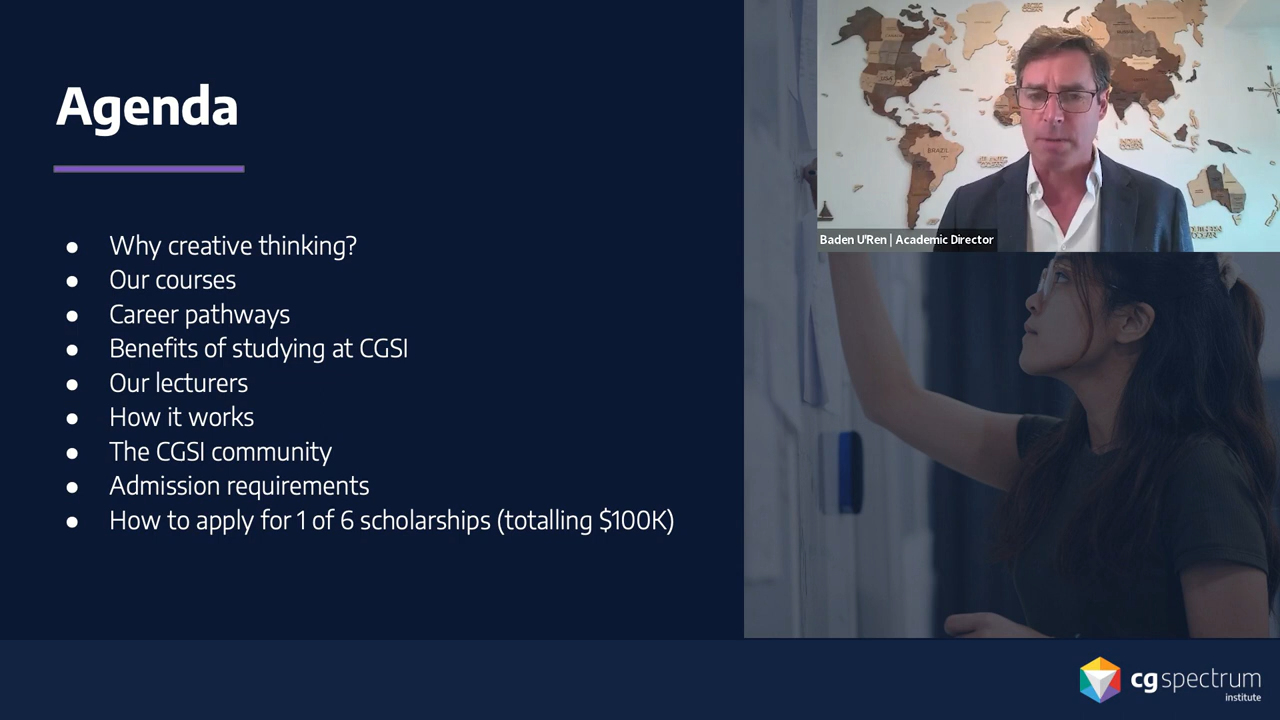 Agenda
● Why creative thinking?
● Our courses
● Career pathways
● Benefits of studying at CGSI
● Our lecturers
● How it works
● The CGSI community
● Admission requirements
● How to apply for 1 of 6 scholarships (totalling $100K)
BRAZIL
Baden U'Ren | Academic Director
cgspectrum
institute